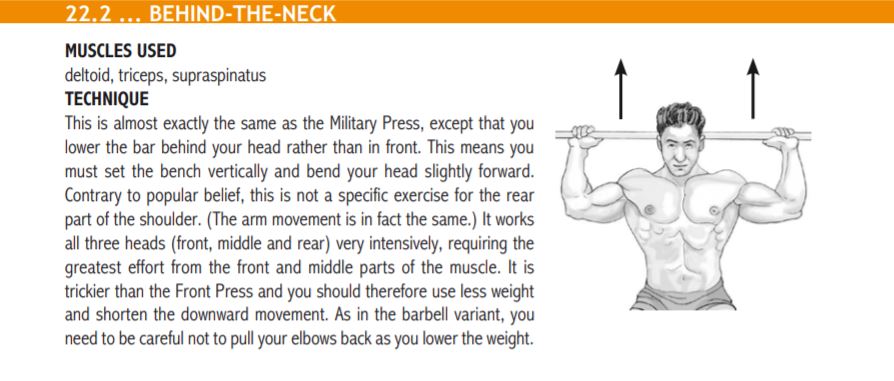 22.2 ... BEHIND-THE-NECK
MUSCLES USED
deltoid, triceps, supraspinatus
TECHNIQUE
This is almost exactly the same as the Military Press, except that you
lower the bar behind your head rather than in front. This means you
must set the bench vertically and bend your head slightly forward.
Contrary to popular belief, this is not a specific exercise for the rear
part of the shoulder. (The arm movement is in fact the same.) It works
all three heads (front, middle and rear) very intensively, requiring the
greatest effort from the front and middle parts of the muscle. It is
trickier than the Front Press and you should therefore use less weight
and shorten the downward movement. As in the barbell variant, you
need to be careful not to pull your elbows back as you lower the weight.